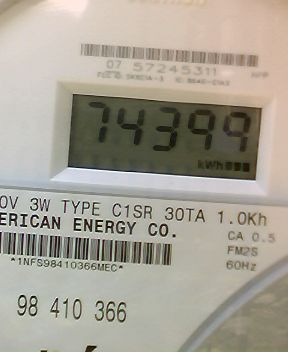 07 57245311
74399
kWh
0V 3W TYPE C1SR 30TA 1.0Kh
ERICAN ENERGY CO.
CA 0.5
FM2S
60Hz
*1NFS98410366MEC*
98 410 366